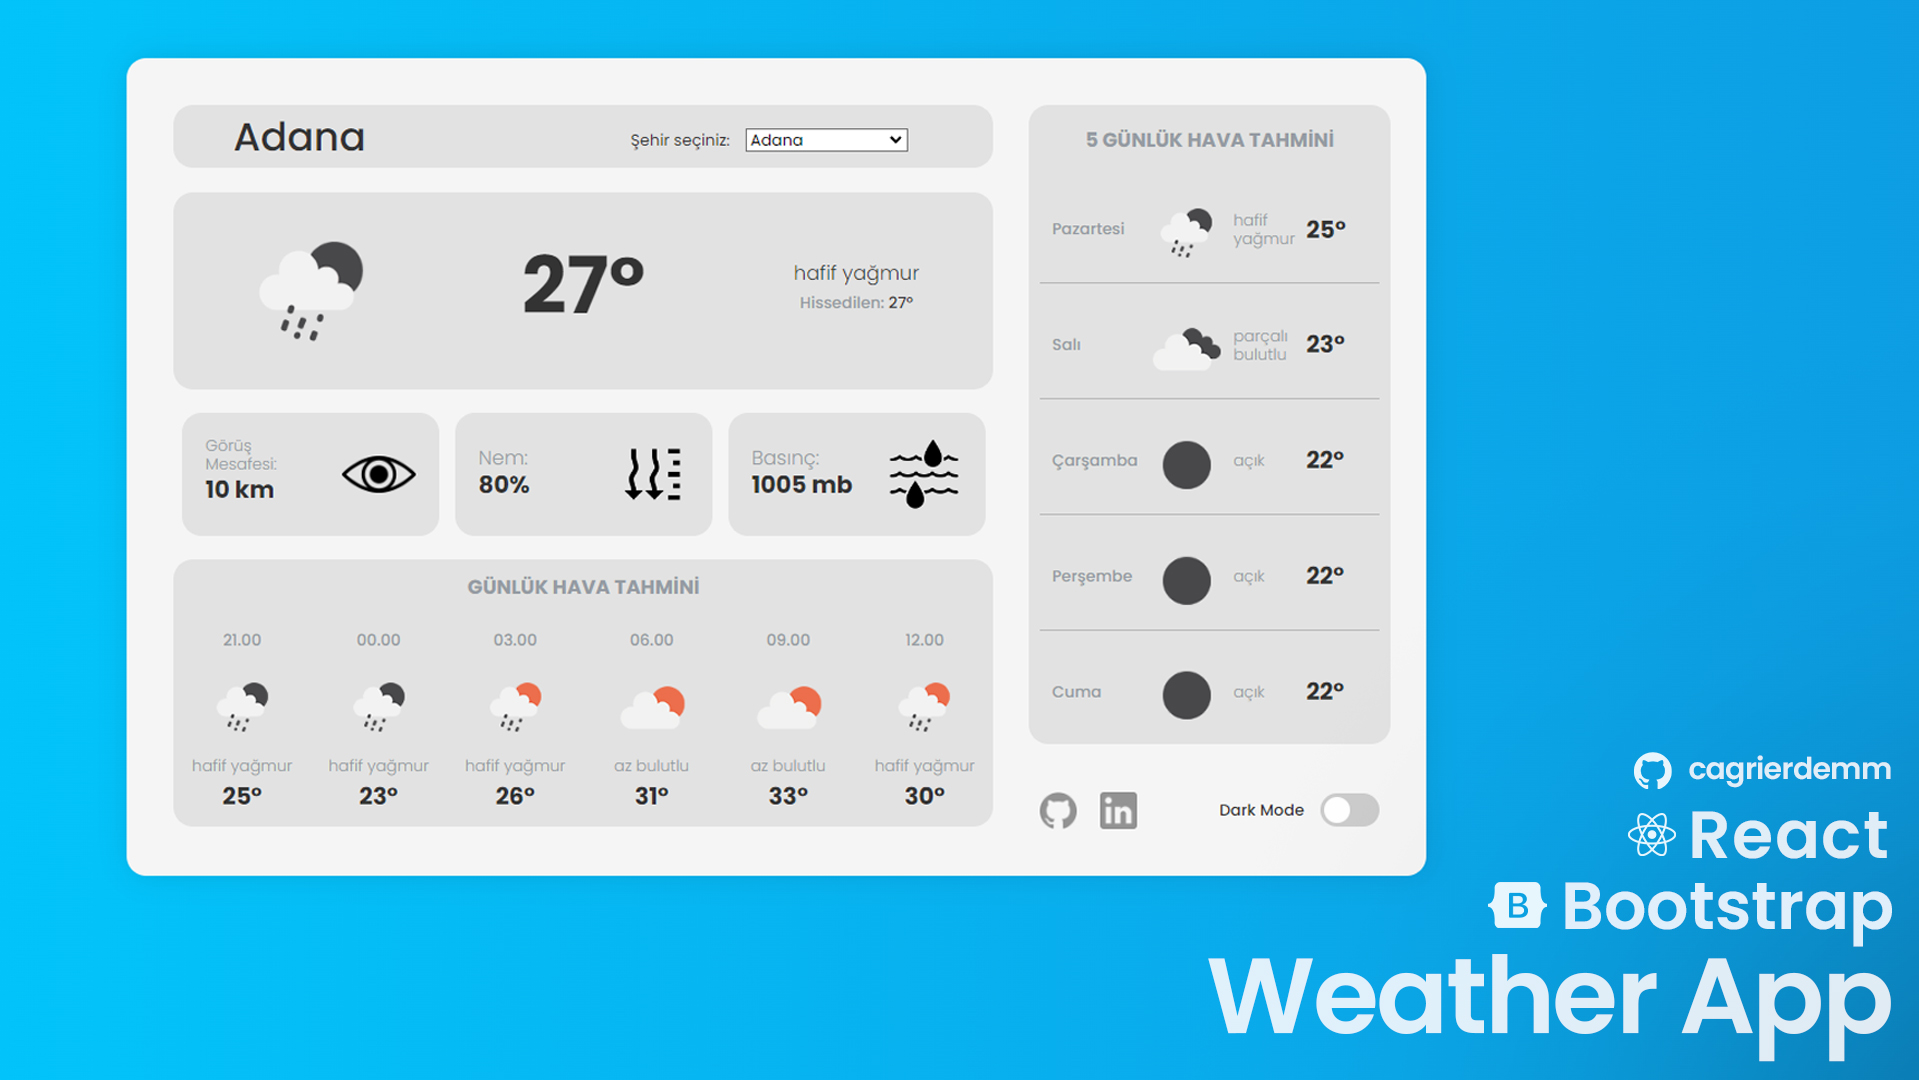 Adana
Şehir seçiniz: Adana
27°
hafif yağmur
Hissedilen: 27°
Görüş
Mesafesi:
10 km
Nem:
80%
Basınç:
1005 mb
GÜNLÜK HAVA TAHMİNİ
21.00 00.00 03.00 06.00 09.00 12.00
hafif yağmur hafif yağmur hafif yağmur az bulutlu az bulutlu hafif yağmur
25° 23° 26° 31° 33° 30°
5 GÜNLÜK HAVA TAHMİNİ
Pazartesi hafif
yağmur 25°
Salı parçalı
bulutlu 23°
Çarşamba açık 22°
Perşembe açık 22°
Cuma açık 22°
in Dark Mode
cagrierdemm
React
B Bootstrap
Weather App